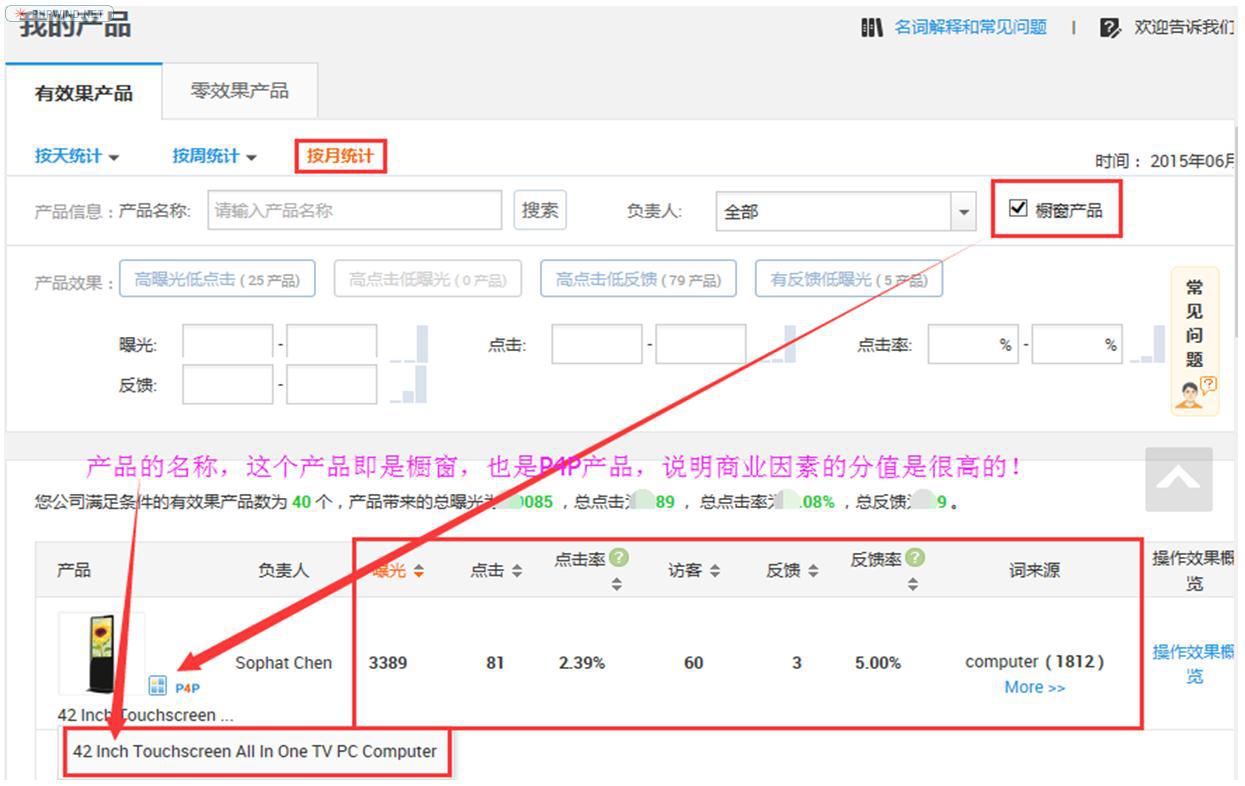 我的产品
名词解释和常见问题 | 欢迎告诉我们
有效果产品 零效果产品
按天统计 按周统计 按月统计
时间： 2015年06月
产品信息： 产品名称: 请输入产品名称 搜索 负责人: 全部 橱窗产品
产品效果： 高曝光低点击 ( 25 产品) 高点击低曝光 ( 0 产品) 高点击低反馈 ( 79 产品) 有反馈低曝光 ( 5 产品)
常见问题
曝光: - 点击: - 点击率: % - %
反馈: -
产品的名称，这个产品即是橱窗，也是P4P产品，说明商业因素的分值是很高的！
您公司满足条件的有效果产品数为 40 个，产品带来的总曝光为 0085 ，总点击 89 ，总点击率为 .08% ，总反馈 9 。
产品 负责人 曝光 点击 点击率 访客 反馈 反馈率 词来源 操作效果概览
P4P Sophat Chen 3389 81 2.39% 60 3 5.00% computer ( 1812 ) 操作效果概览
More >>
42 Inch Touchscreen ...
42 Inch Touchscreen All In One TV PC Computer